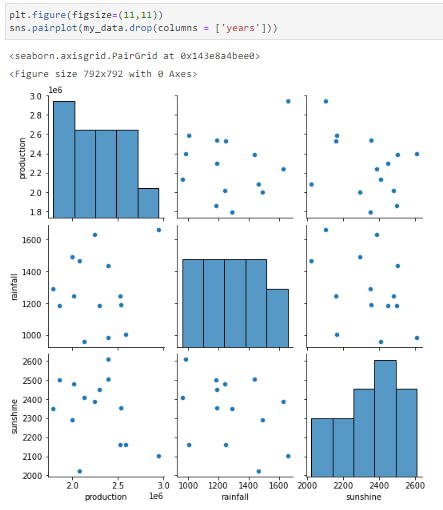 plt.figure(figsize=(11,11))
sns.pairplot(my_data.drop(columns = ['years']))
<seaborn.axisgrid.PairGrid at 0x143e8a4bee0>
<Figure size 792x792 with 0 Axes>
1e6
3.0
2.8
2.6
2.4
2.2
2.0
1.8
production
1600
1400
1200
1000
rainfall
2600
2500
2400
2300
2200
2100
2000
sunshine
2.0 2.5 3.0 1000 1200 1400 1600 2000 2200 2400 2600
production 1e6 rainfall sunshine